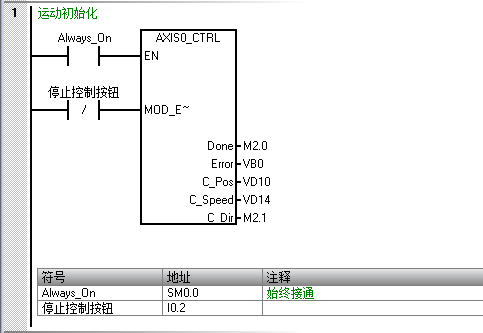 1 运动初始化
Always_On AXIS0_CTRL
EN
停止控制按钮
/ MOD_E~
Done M2.0
Error VB0
C_Pos VD10
C_Speed VD14
C_Dir M2.1
符号 地址 注释
Always_On SM0.0 始终接通
停止控制按钮 I0.2